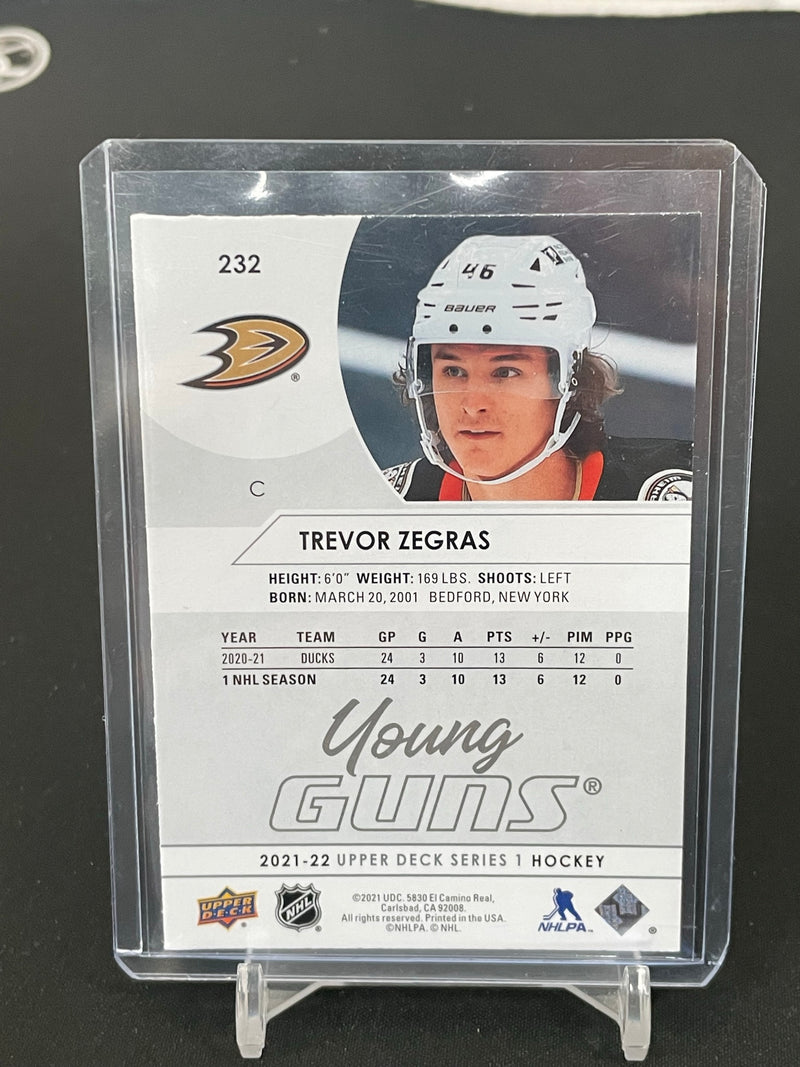 232
46
BAUER
®
C
TREVOR ZEGRAS
HEIGHT: 6'0" WEIGHT: 169 LBS. SHOOTS: LEFT
BORN: MARCH 20, 2001 BEDFORD, NEW YORK
YEAR TEAM GP G A PTS +/- PIM PPG
2020-21 DUCKS 24 3 10 13 6 12 0
1 NHL SEASON 24 3 10 13 6 12 0
Young
GUNS®
2021-22 UPPER DECK SERIES 1 HOCKEY
UPPER DECK ®
NHL
©2021 UDC. 5830 El Camino Real,
Carlsbad, CA 92008.
All rights reserved. Printed in the USA.
©NHLPA. © NHL.
NHLPA™
®